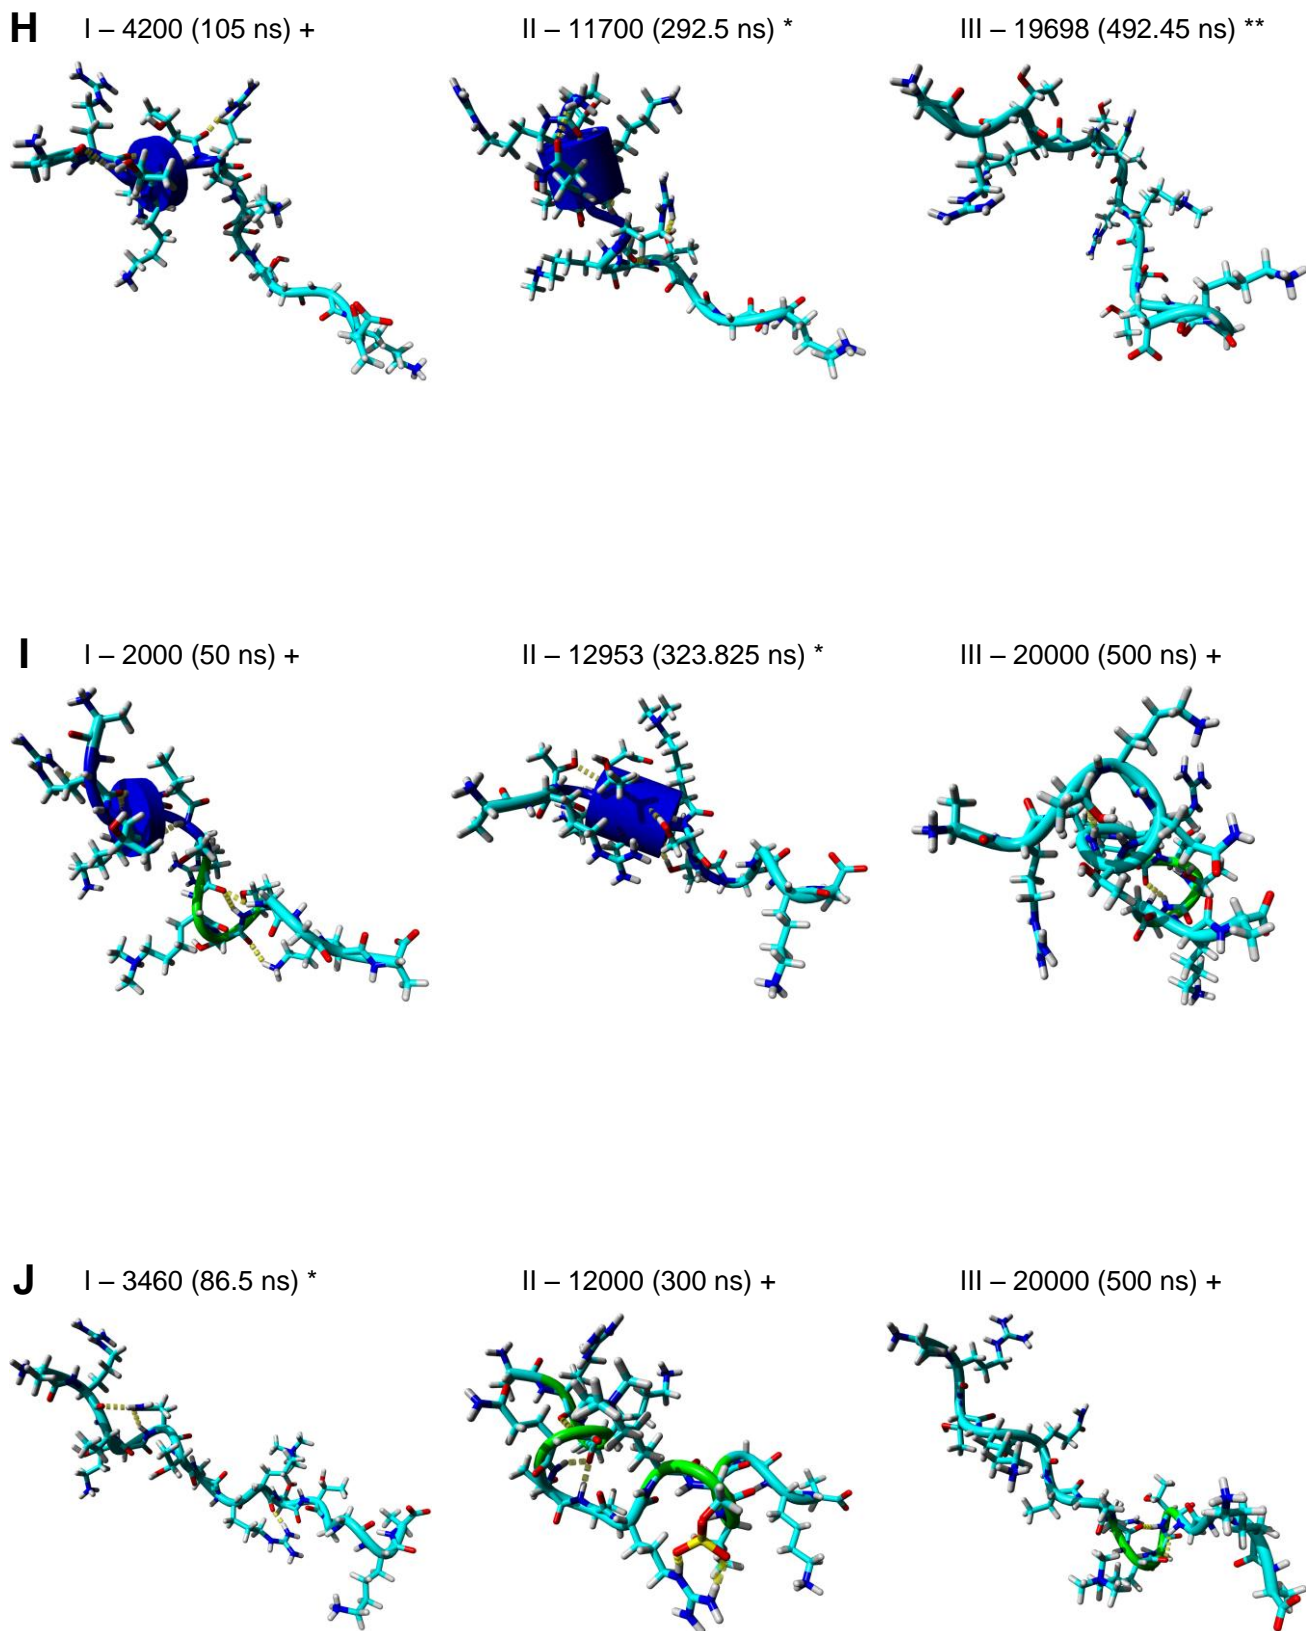 H I – 4200 (105 ns) + II – 11700 (292.5 ns) * III – 19698 (492.45 ns) **
I I – 2000 (50 ns) + II – 12953 (323.825 ns) * III – 20000 (500 ns) +
J I – 3460 (86.5 ns) * II – 12000 (300 ns) + III – 20000 (500 ns) +